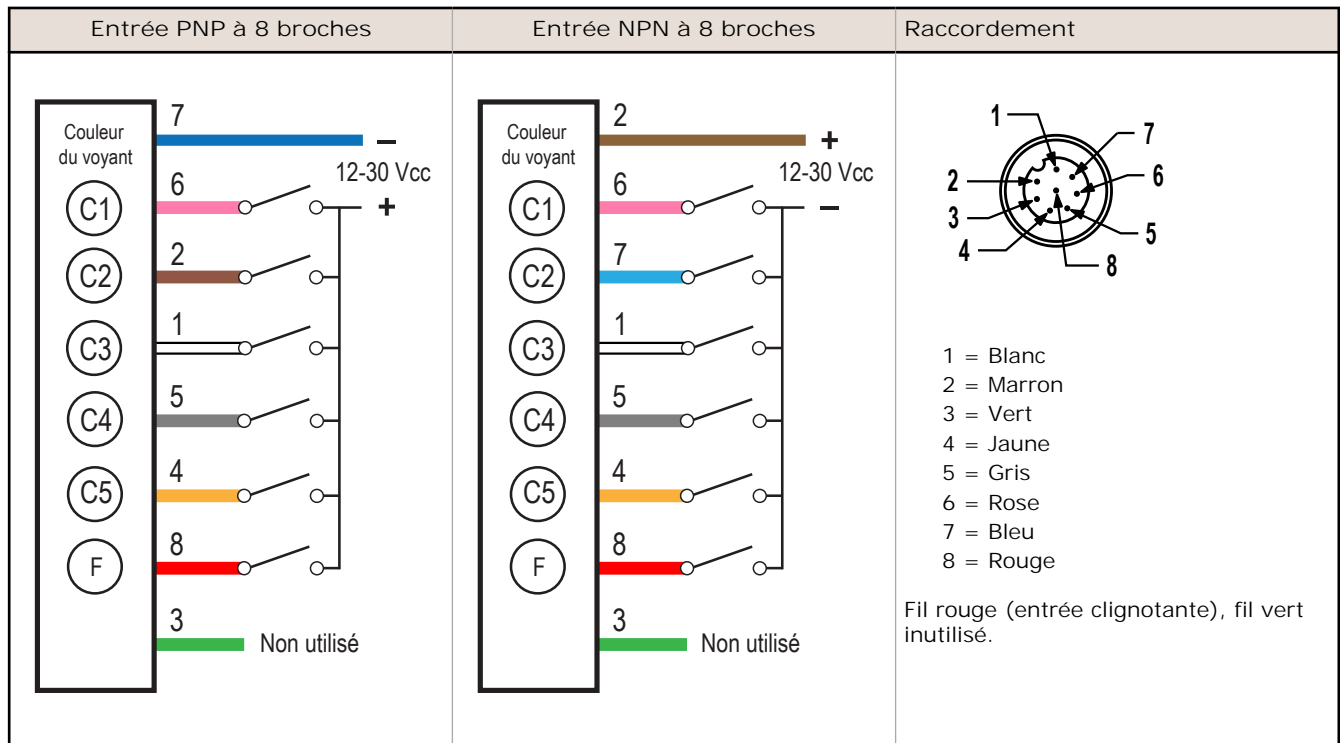 Entrée PNP à 8 broches
Entrée NPN à 8 broches
Raccordement
Couleur
du voyant
7
–
12-30 Vcc
C1
6
+
C2
2
C3
1
C4
5
C5
4
F
8
3
Non utilisé
Couleur
du voyant
2
+
12-30 Vcc
C1
6
–
C2
7
C3
1
C4
5
C5
4
F
8
3
Non utilisé
1
7
2
6
3
5
4
8
1 = Blanc
2 = Marron
3 = Vert
4 = Jaune
5 = Gris
6 = Rose
7 = Bleu
8 = Rouge
Fil rouge (entrée clignotante), fil vert
inutilisé.